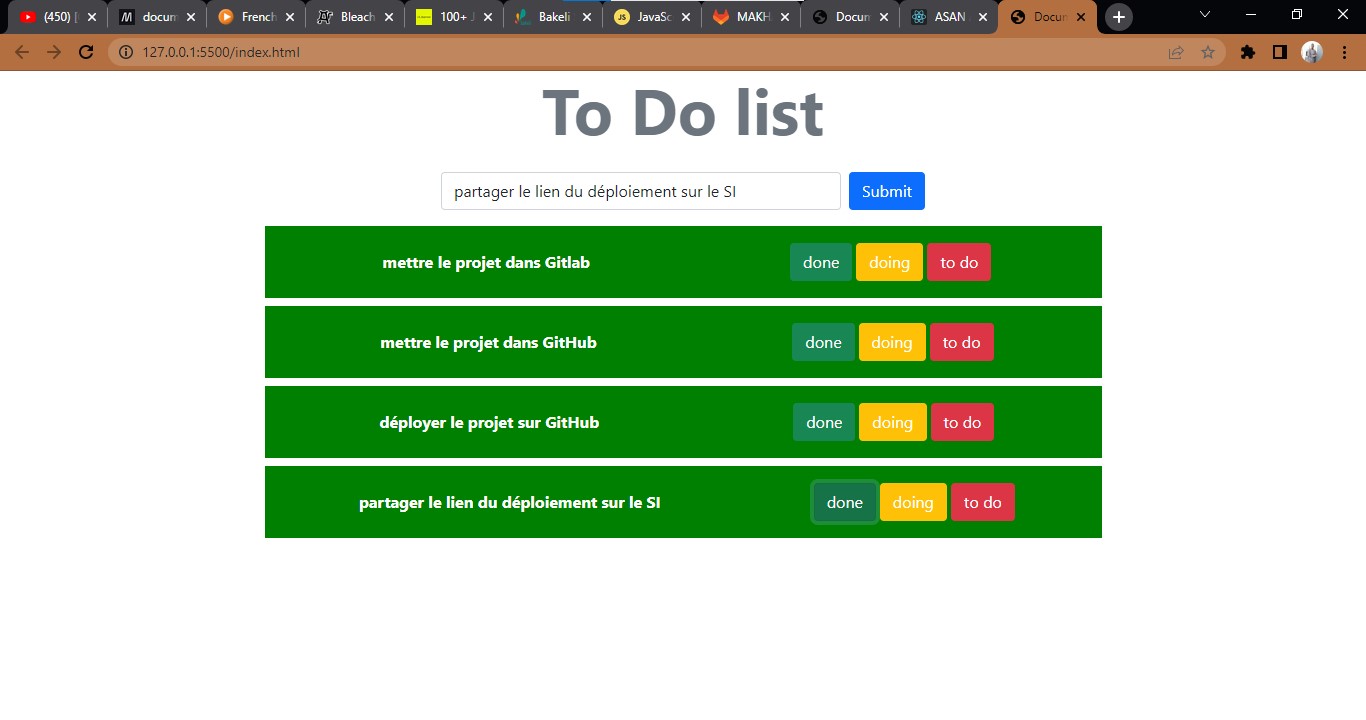 (450) [
docum
French
Bleach
100+ J
Bakeli
JS JavaSc
MAKH
Docum
ASAN
Docum
127.0.0.1:5500/index.html
To Do list
partager le lien du déploiement sur le SI Submit
mettre le projet dans Gitlab done doing to do
mettre le projet dans GitHub done doing to do
déployer le projet sur GitHub done doing to do
partager le lien du déploiement sur le SI done doing to do